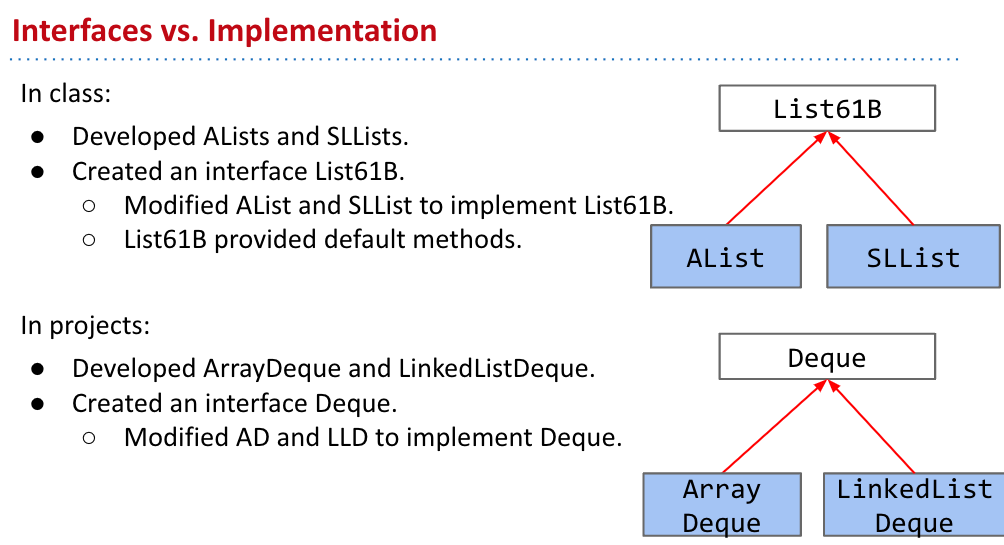 Interfaces vs. Implementation
In class:
● Developed ALists and SLLists.
● Created an interface List61B.
○ Modified AList and SLList to implement List61B.
○ List61B provided default methods.
List61B
AList
SLList
In projects:
● Developed ArrayDeque and LinkedListDeque.
● Created an interface Deque.
○ Modified AD and LLD to implement Deque.
Deque
Array
Deque
LinkedList
Deque